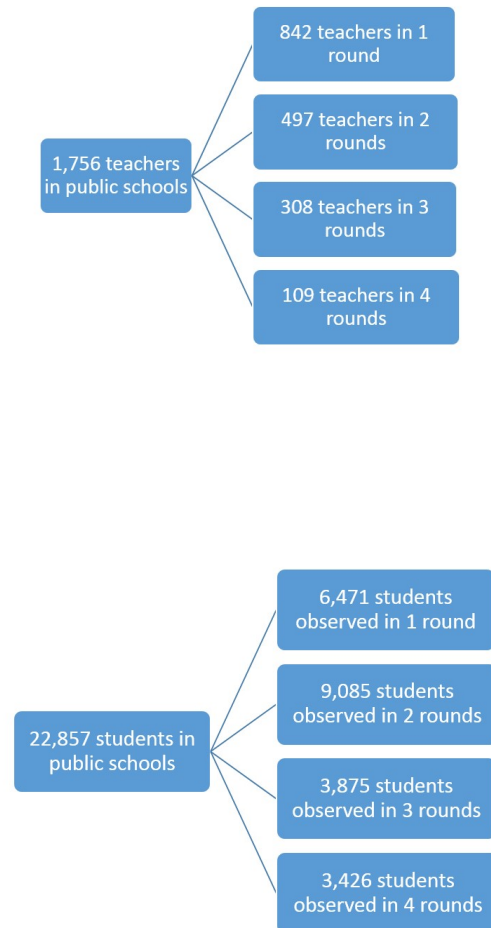 1,756 teachers
in public schools
842 teachers in 1
round
497 teachers in 2
rounds
308 teachers in 3
rounds
109 teachers in 4
rounds
22,857 students in
public schools
6,471 students
observed in 1 round
9,085 students
observed in 2 rounds
3,875 students
observed in 3 rounds
3,426 students
observed in 4 rounds